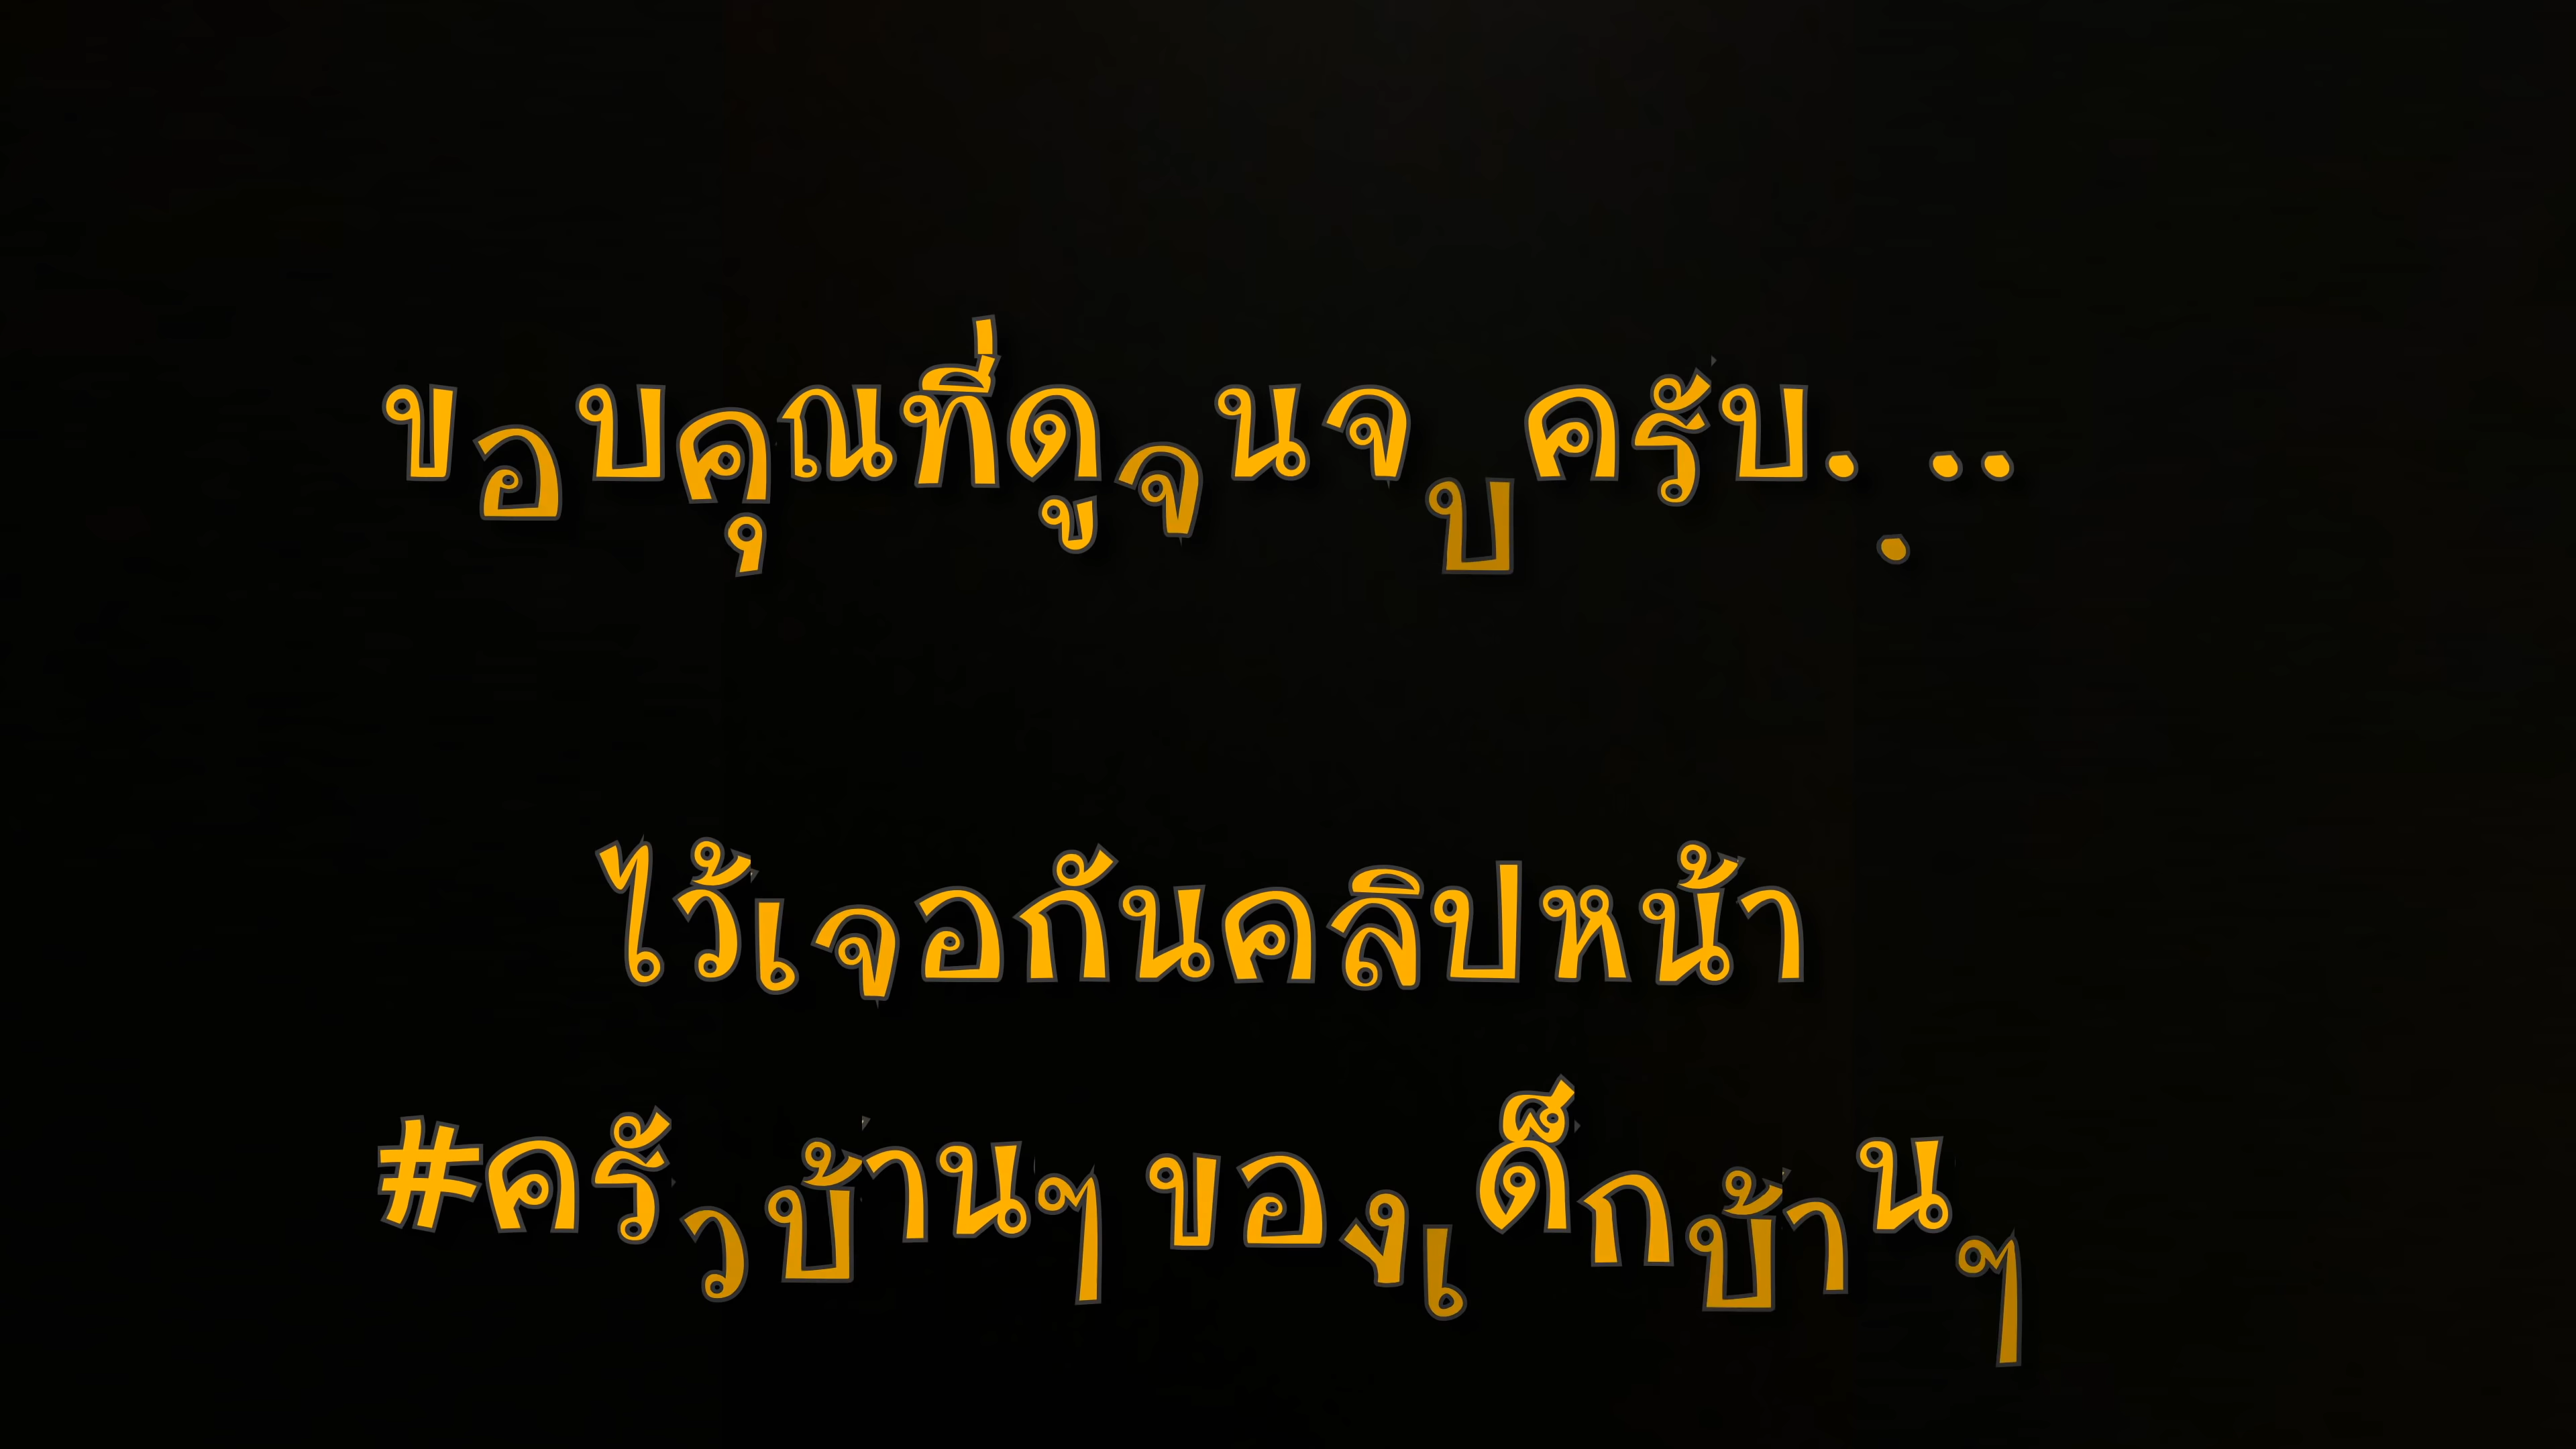 ขอบคุณที่ดูจนจบครับ....
ไว้เจอกันคลิปหน้า
#ครัวบ้านๆ ของเด็กบ้านๆ